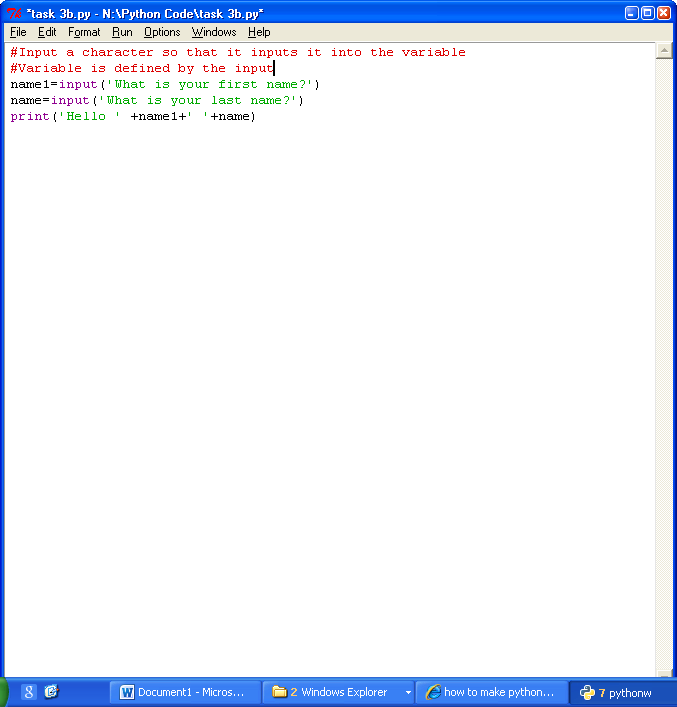 *task 3b.py - N:\Python Code\task 3b.py*
File Edit Format Run Options Windows Help
#Input a character so that it inputs it into the variable
#Variable is defined by the input
name1=input('What is your first name?')
name=input('What is your last name?')
print('Hello ' +name1+' '+name)
8 Document1 - Micros... 2 Windows Explorer how to make python... 7 pythonw